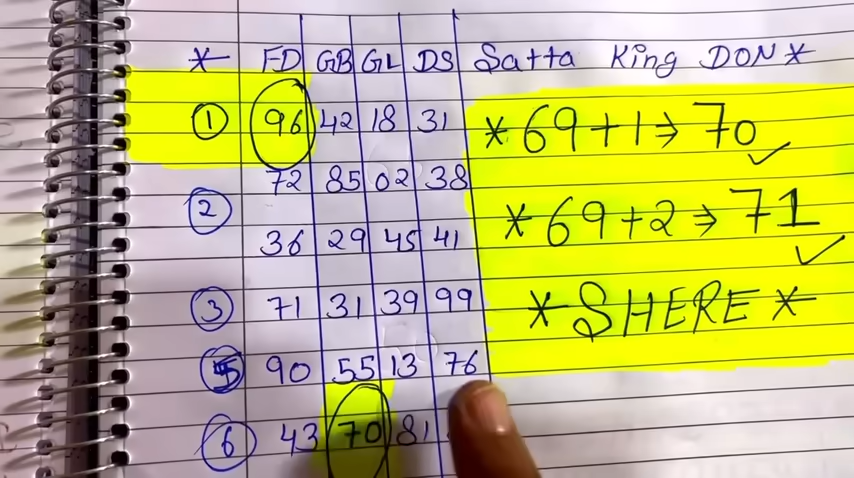 * FD GB GL DS Satta King DON *
1 96 42 18 31 * 69+1⇒70 ✓
72 85 02 38
2 * 69+2⇒71 ✓
36 29 45 41
3 71 31 39 99 * SHERE *
5 90 55 13 76
6 43 70 81